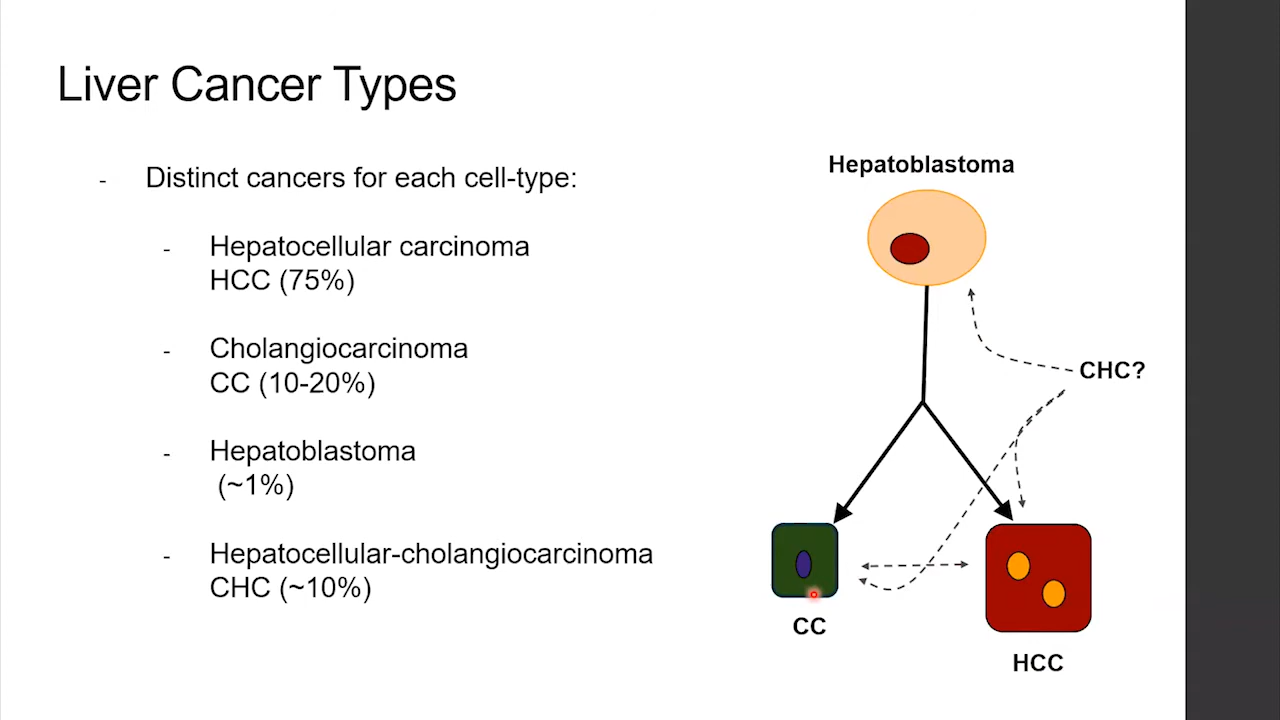 Liver Cancer Types
- Distinct cancers for each cell-type:
- Hepatocellular carcinoma
HCC (75%)
- Cholangiocarcinoma
CC (10-20%)
- Hepatoblastoma
(~1%)
- Hepatocellular-cholangiocarcinoma
CHC (~10%)
Hepatoblastoma
CHC?
CC
HCC